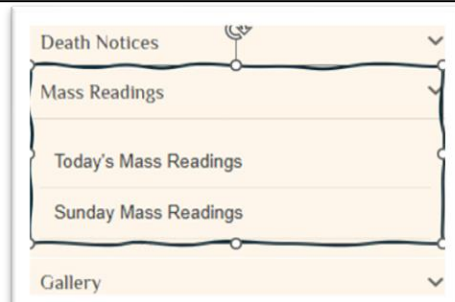 Death Notices
Mass Readings
Today's Mass Readings
Sunday Mass Readings
Gallery